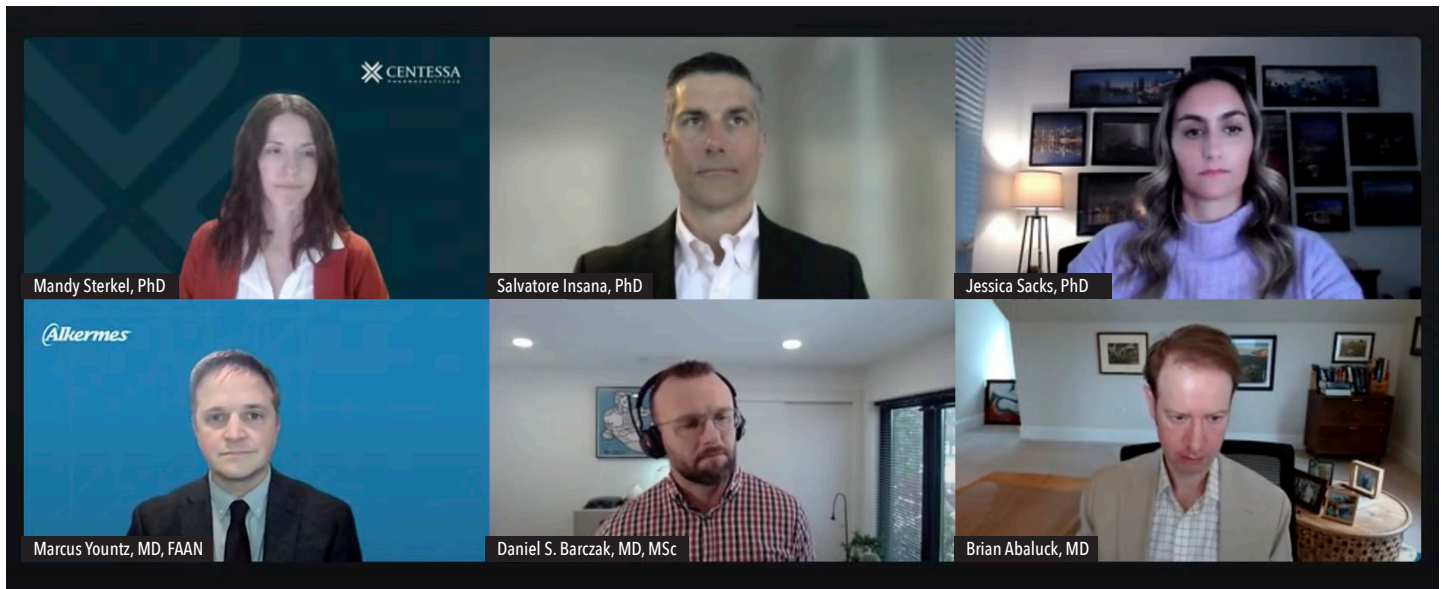 CENTESSA
PHARMACEUTICALS
Mandy Sterkel, PhD
Salvatore Insana, PhD
Jessica Sacks, PhD
Alkermes
Marcus Yountz, MD, FAAN
Daniel S. Barczak, MD, MSc
Brian Abaluck, MD